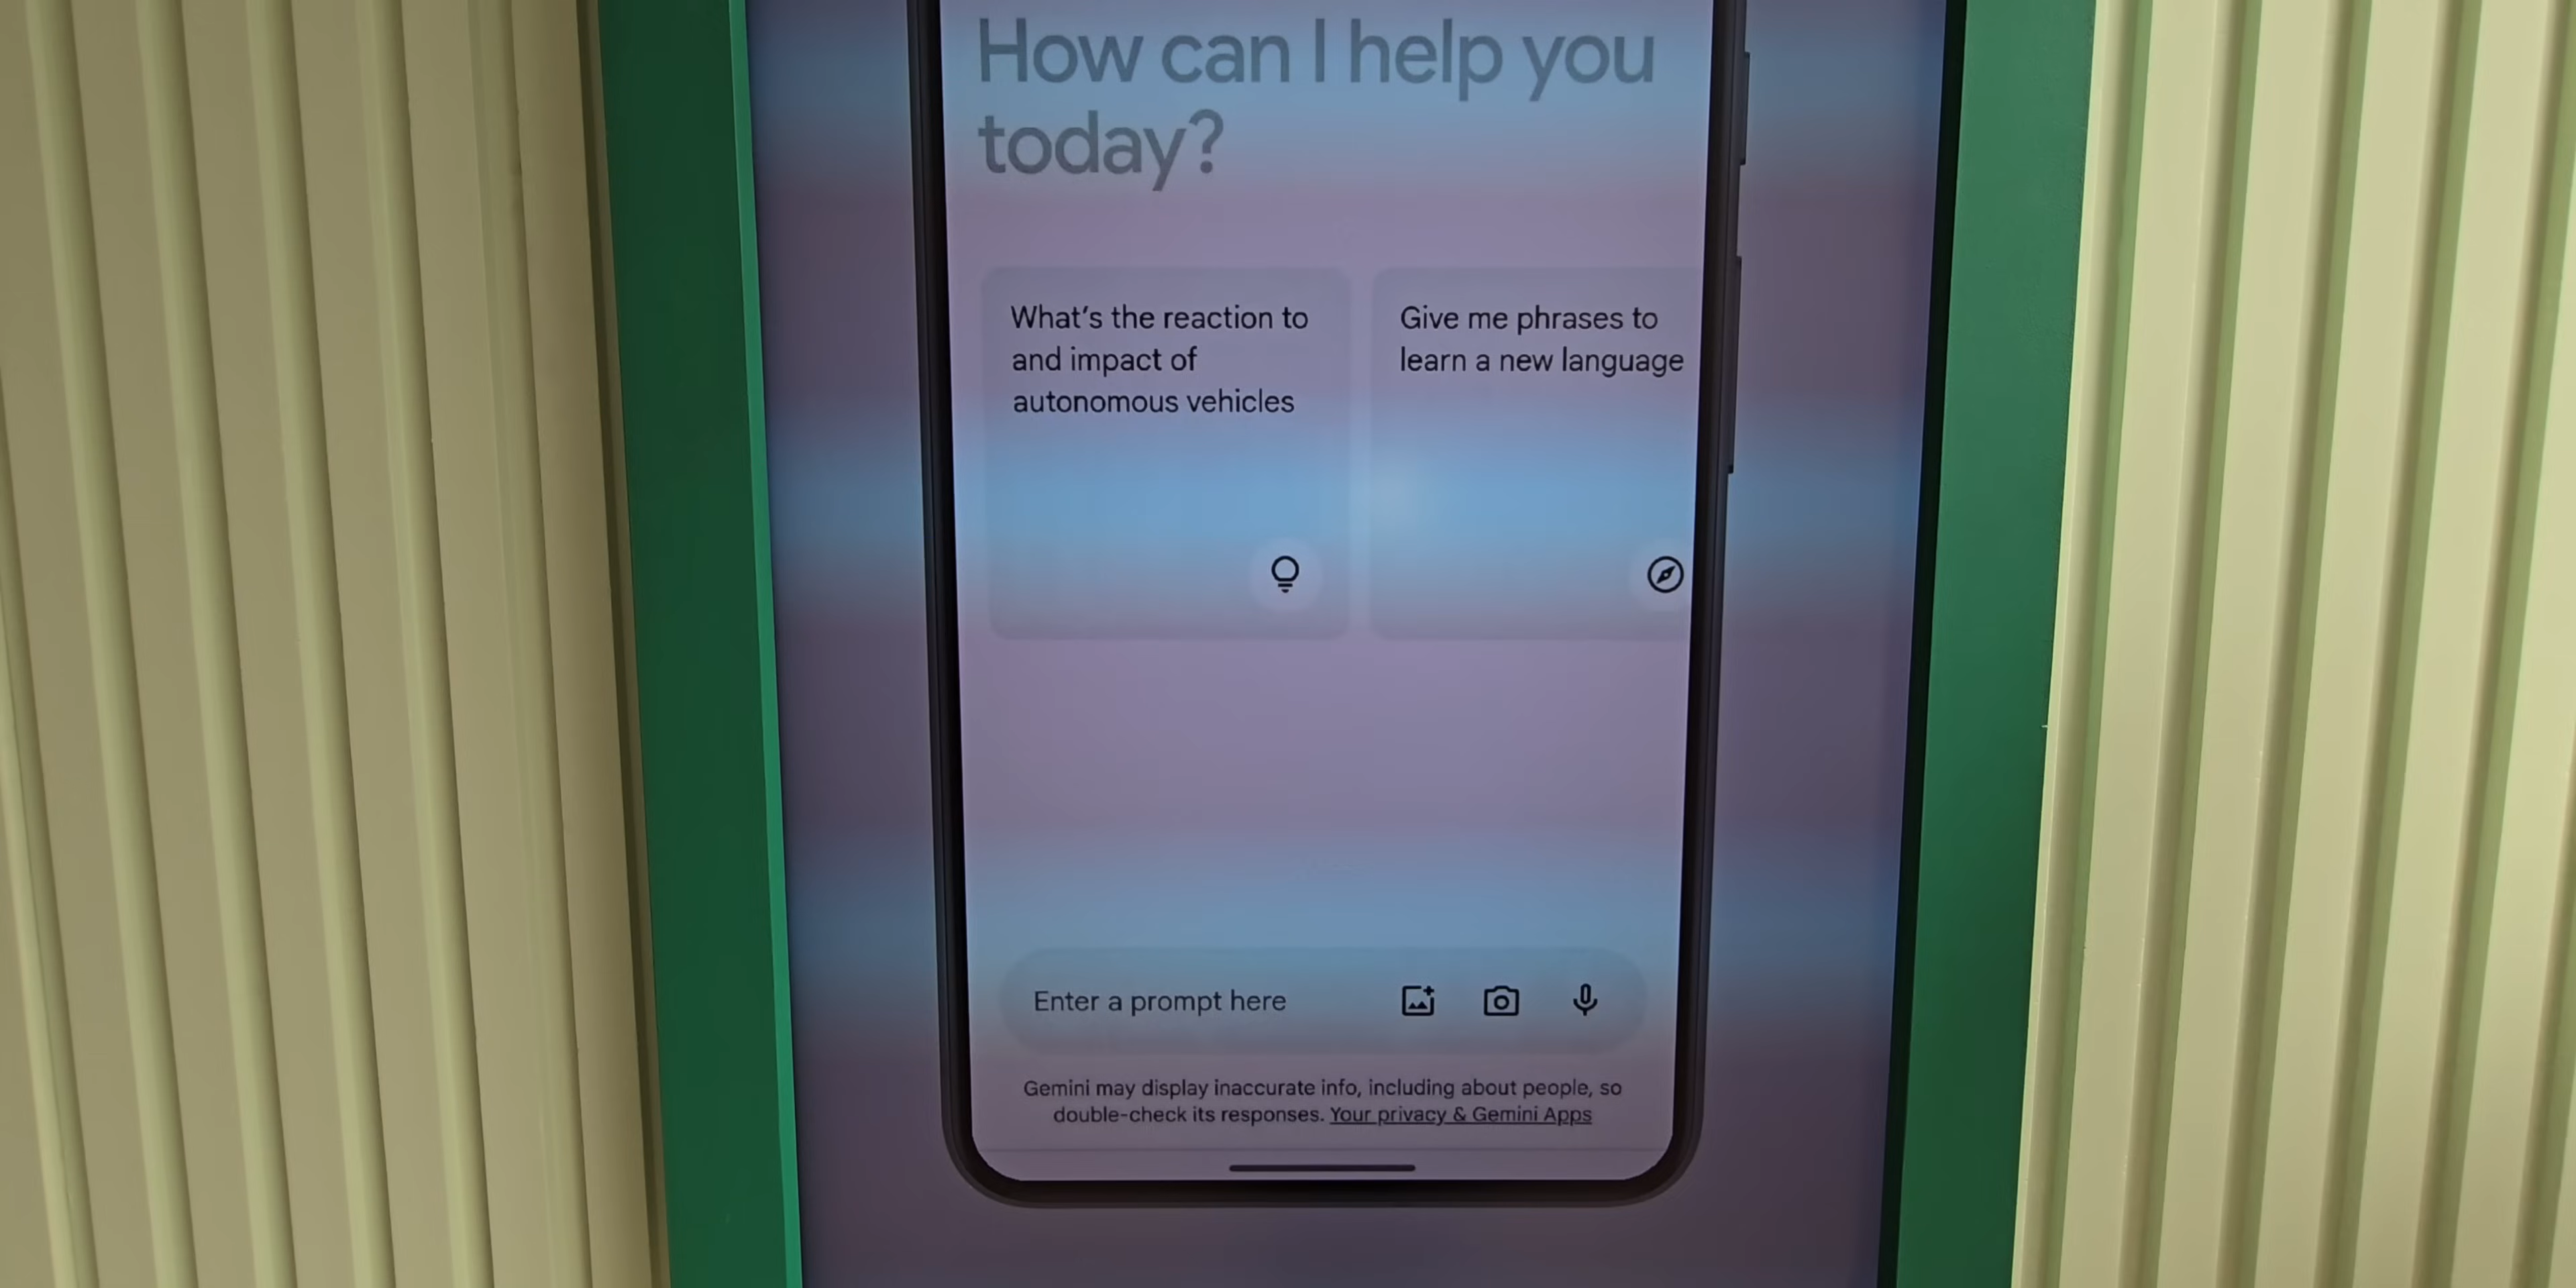 How can I help you
today?
What's the reaction to
and impact of
autonomous vehicles
Give me phrases to
learn a new language
Enter a prompt here
Gemini may display inaccurate info, including about people, so
double-check its responses. Your privacy & Gemini Apps